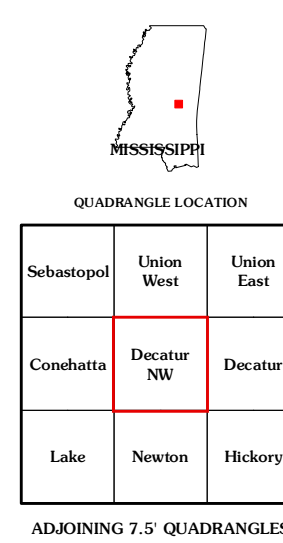 MISSISSIPPI
QUADRANGLE LOCATION
Sebastopol
Union
West
Union
East
Conehatta
Decatur
NW
Decatur
Lake
Newton
Hickory
ADJOINING 7.5' QUADRANGLES